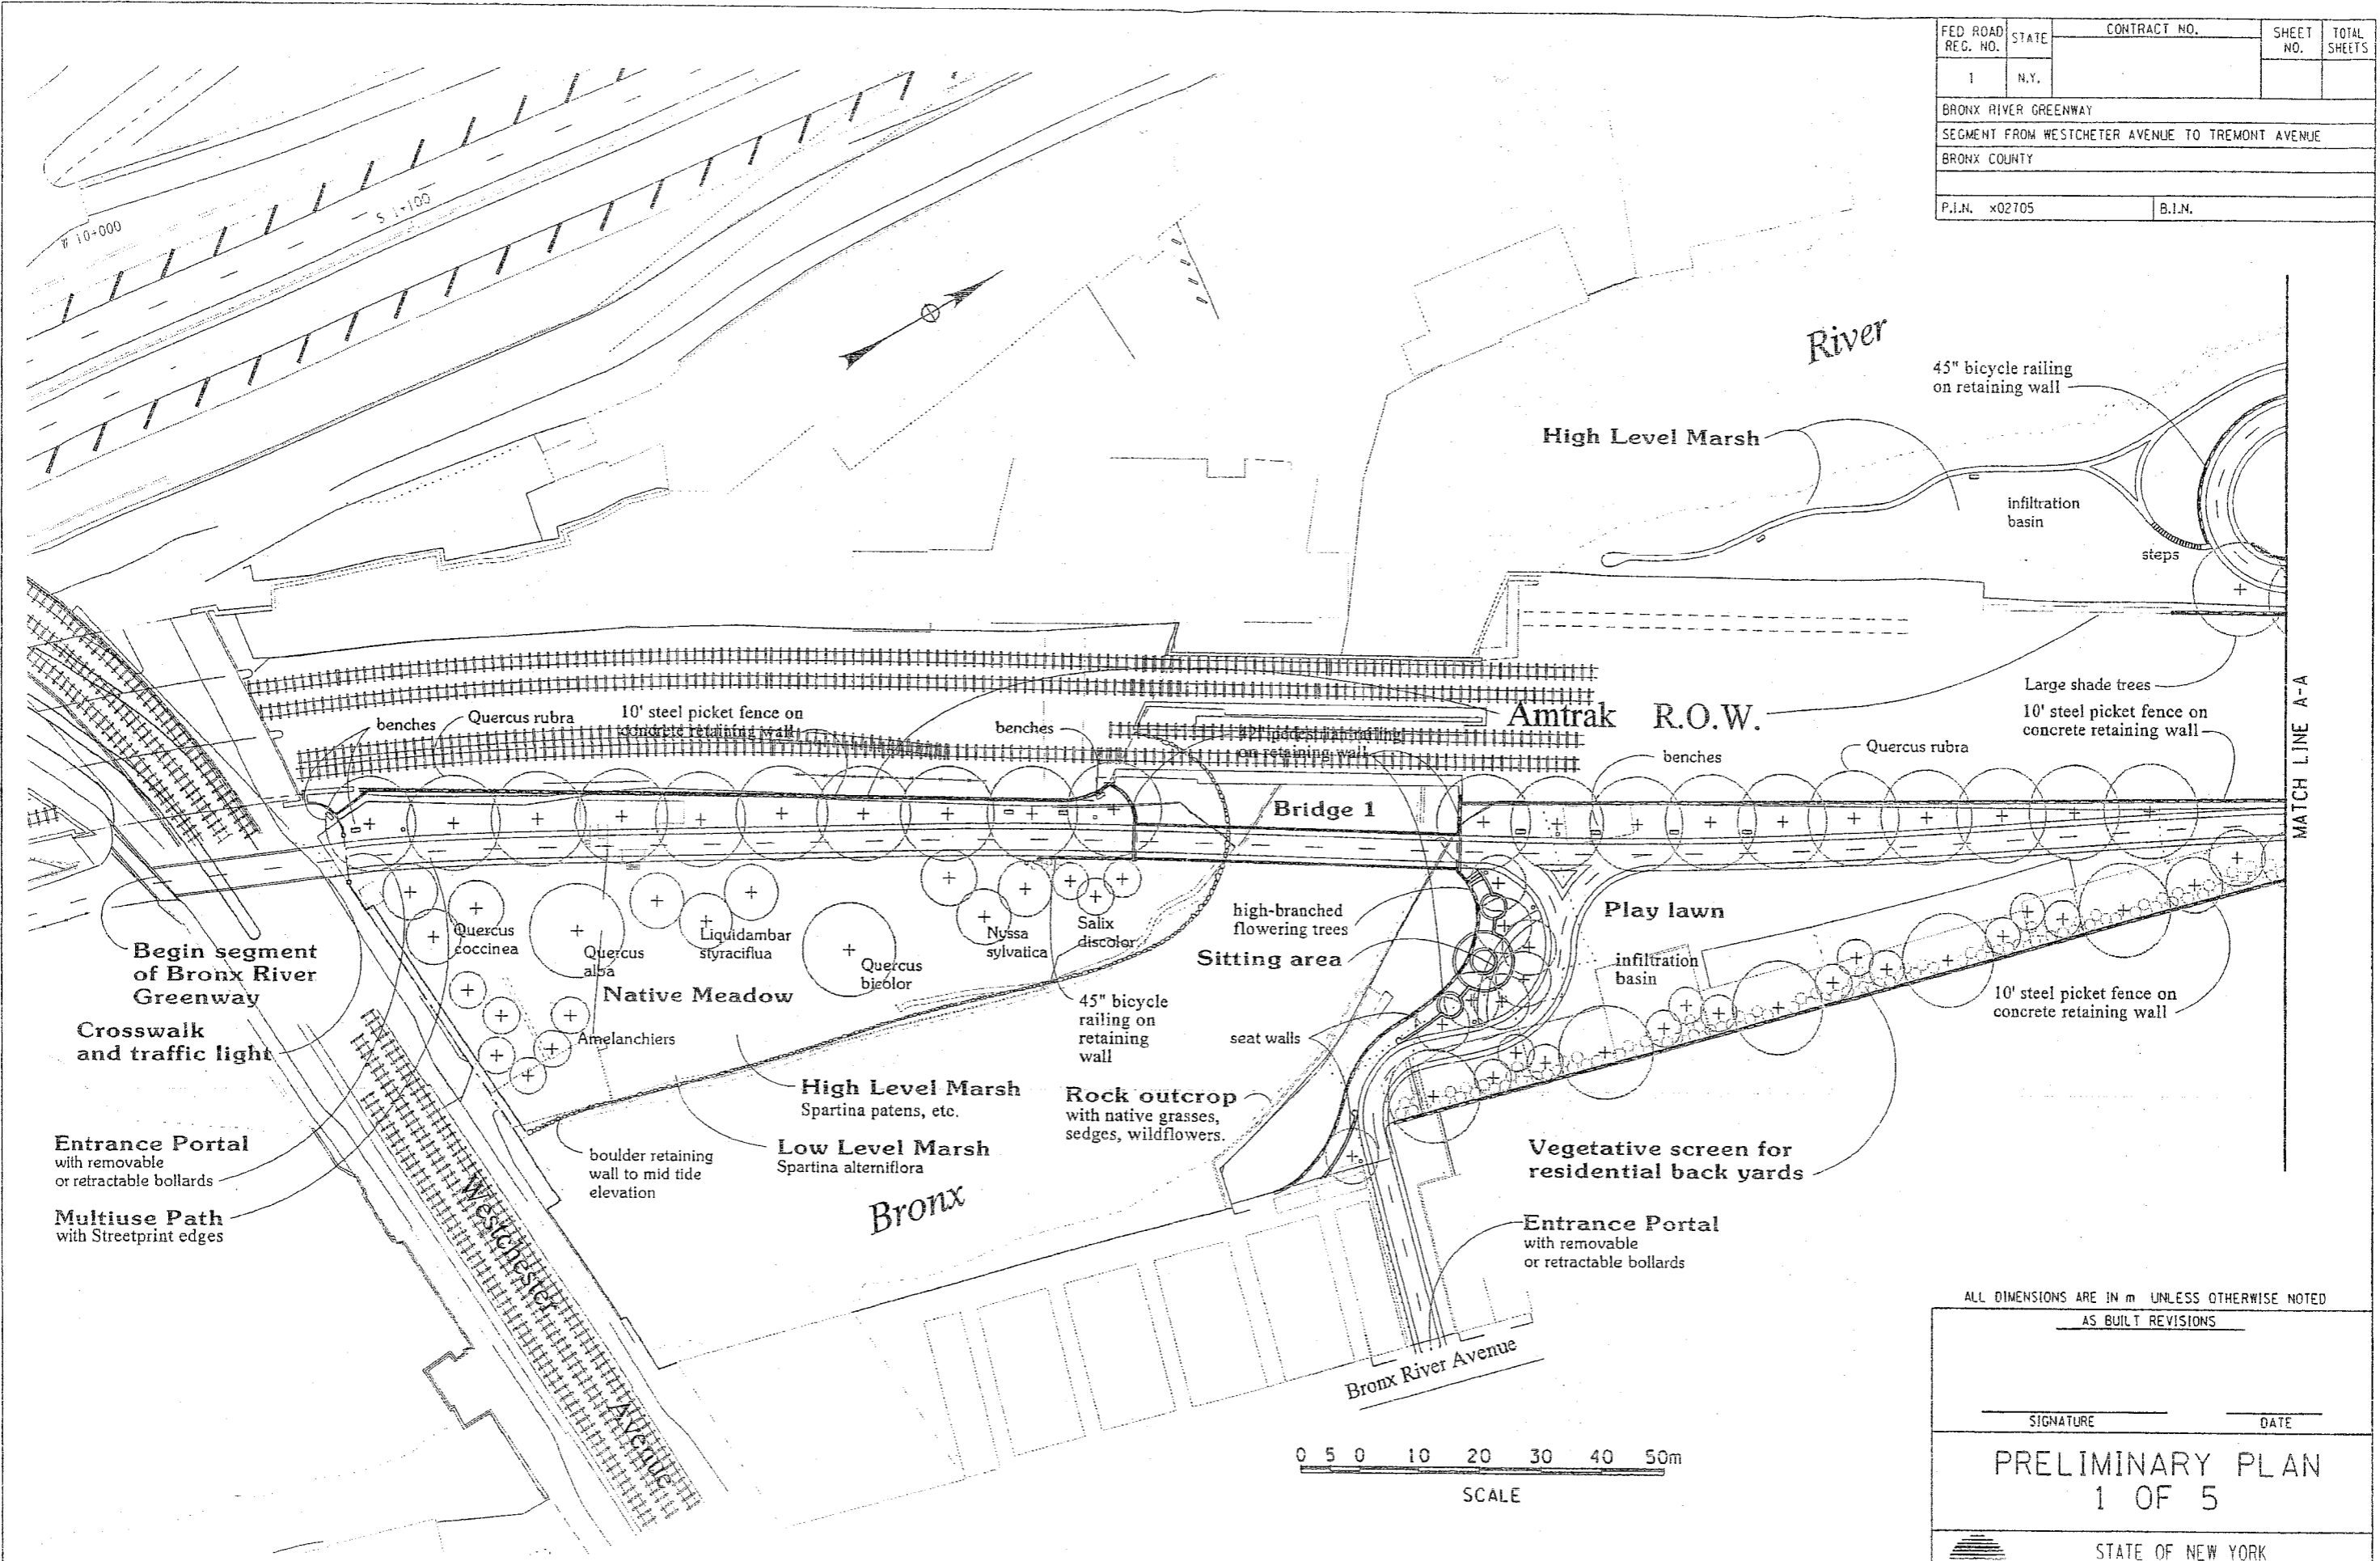 FED ROAD REG. NO.
STATE
CONTRACT NO.
SHEET NO.
TOTAL SHEETS
1
N.Y.
BRONX RIVER GREENWAY
SEGMENT FROM WESTCHETER AVENUE TO TREMONT AVENUE
BRONX COUNTY
P.I.N. x02705
B.I.N.
10+000
S 1+100
River
45" bicycle railing
on retaining wall
High Level Marsh
infiltration
basin
steps
Large shade trees
10' steel picket fence on
concrete retaining wall
MATCH LINE A-A
benches
Quercus rubra
10' steel picket fence on
concrete retaining wall
benches
on retaining wall
Amtrak R.O.W.
benches
Quercus rubra
Bridge 1
Begin segment
of Bronx River
Greenway
Crosswalk
and traffic light
Entrance Portal
with removable
or retractable bollards
Multiuse Path
with Streetprint edges
Quercus
coccinea
Quercus
alba
Liquidambar
styraciflua
Quercus
bicolor
Nyssa
sylvatica
Salix
discolor
Native Meadow
Amelanchiers
high-branched
flowering trees
Sitting area
Play lawn
infiltration
basin
45" bicycle
railing on
retaining
wall
seat walls
10' steel picket fence on
concrete retaining wall
High Level Marsh
Spartina patens, etc.
Rock outcrop
with native grasses,
sedges, wildflowers.
boulder retaining
wall to mid tide
elevation
Low Level Marsh
Spartina alterniflora
Vegetative screen for
residential back yards
Bronx
Westchester Avenue
Entrance Portal
with removable
or retractable bollards
Bronx River Avenue
0 5 0 10 20 30 40 50m
SCALE
ALL DIMENSIONS ARE IN m UNLESS OTHERWISE NOTED
AS BUILT REVISIONS
SIGNATURE
DATE
PRELIMINARY PLAN
1 OF 5
STATE OF NEW YORK